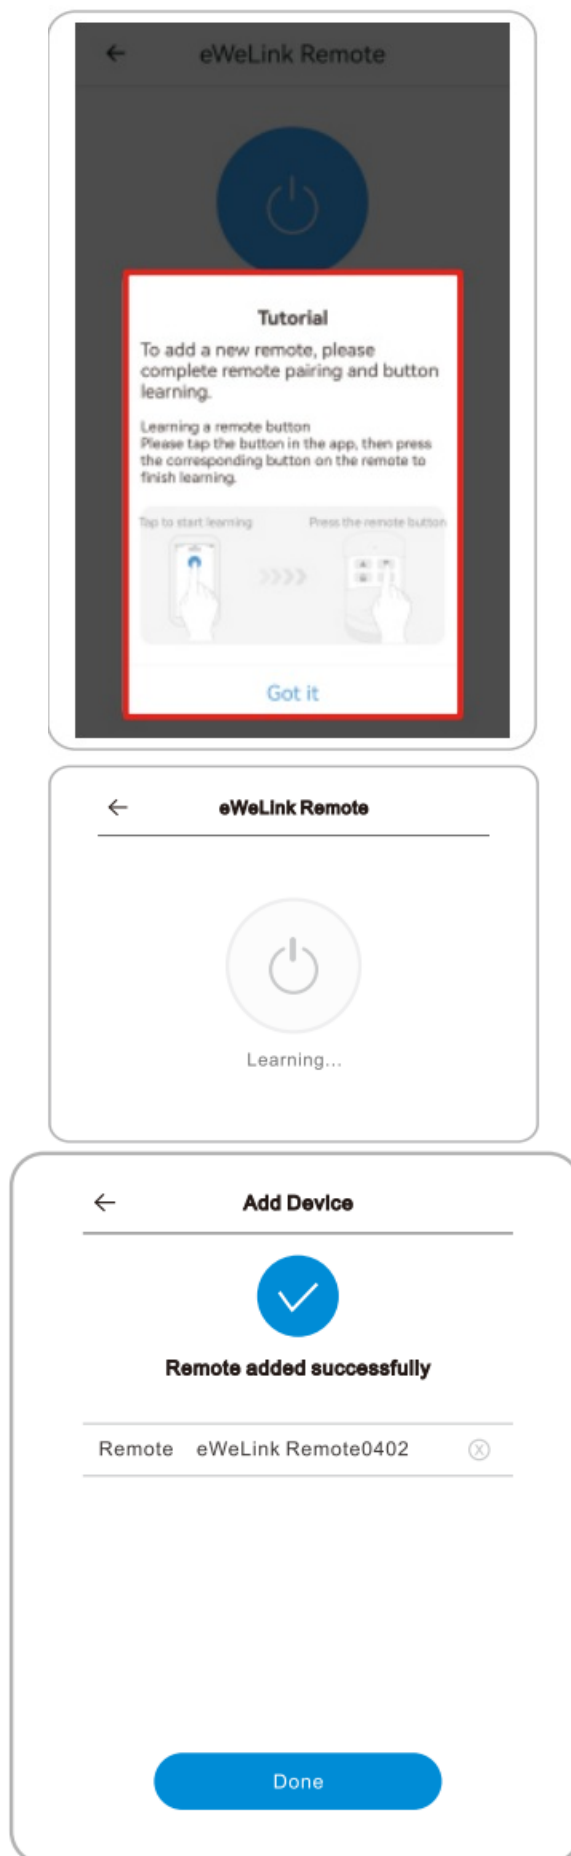 eWeLink Remote
Tutorial
To add a new remote, please
complete remote pairing and button
learning.
Learning a remote button
Please tap the button in the app, then press
the corresponding button on the remote to
finish learning.
Tap to start learning
Press the remote button
Got it
eWeLink Remote
Learning...
Add Device
Remote added successfully
Remote eWeLink Remote0402
Done